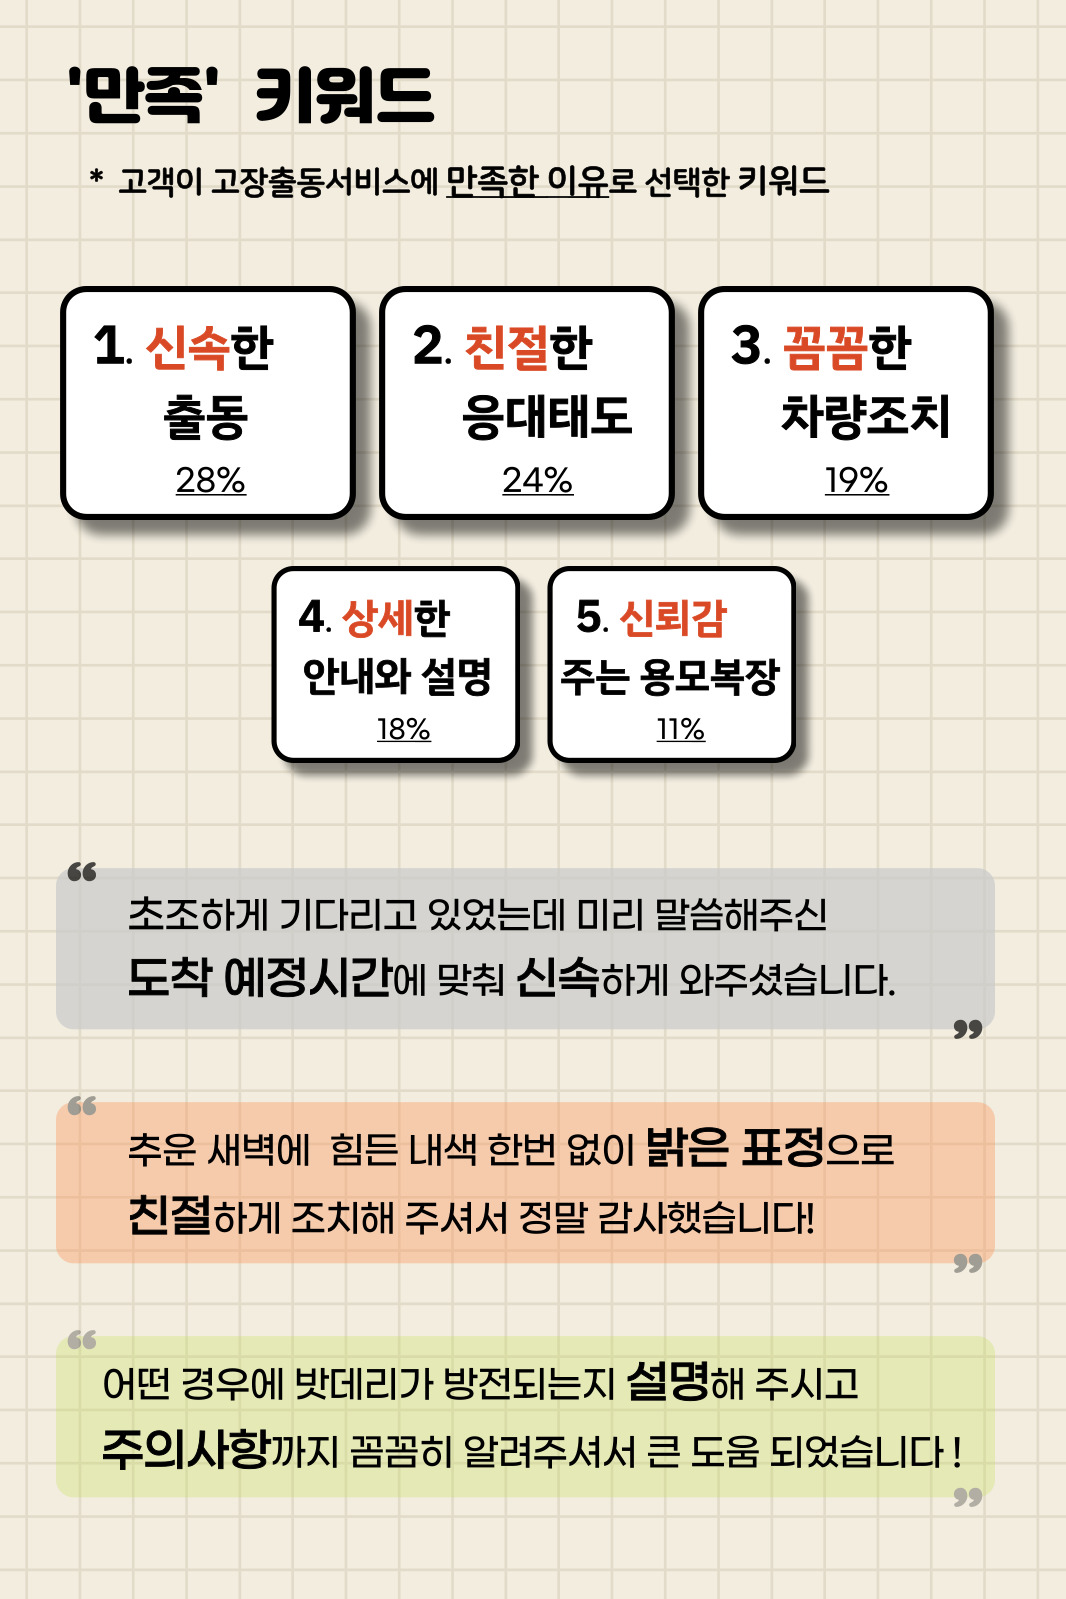 '만족' 키워드
* 고객이 고장출동서비스에 만족한 이유로 선택한 키워드
1. 신속한
출동
28%
2. 친절한
응대태도
24%
3. 꼼꼼한
차량조치
19%
4. 상세한
안내와 설명
18%
5. 신뢰감
주는 용모복장
11%
“
초조하게 기다리고 있었는데 미리 말씀해주신
도착 예정시간에 맞춰 신속하게 와주셨습니다.
”
“
추운 새벽에 힘든 내색 한번 없이 밝은 표정으로
친절하게 조치해 주셔서 정말 감사했습니다!
”
“
어떤 경우에 밧데리가 방전되는지 설명해 주시고
주의사항까지 꼼꼼히 알려주셔서 큰 도움 되었습니다 !
”